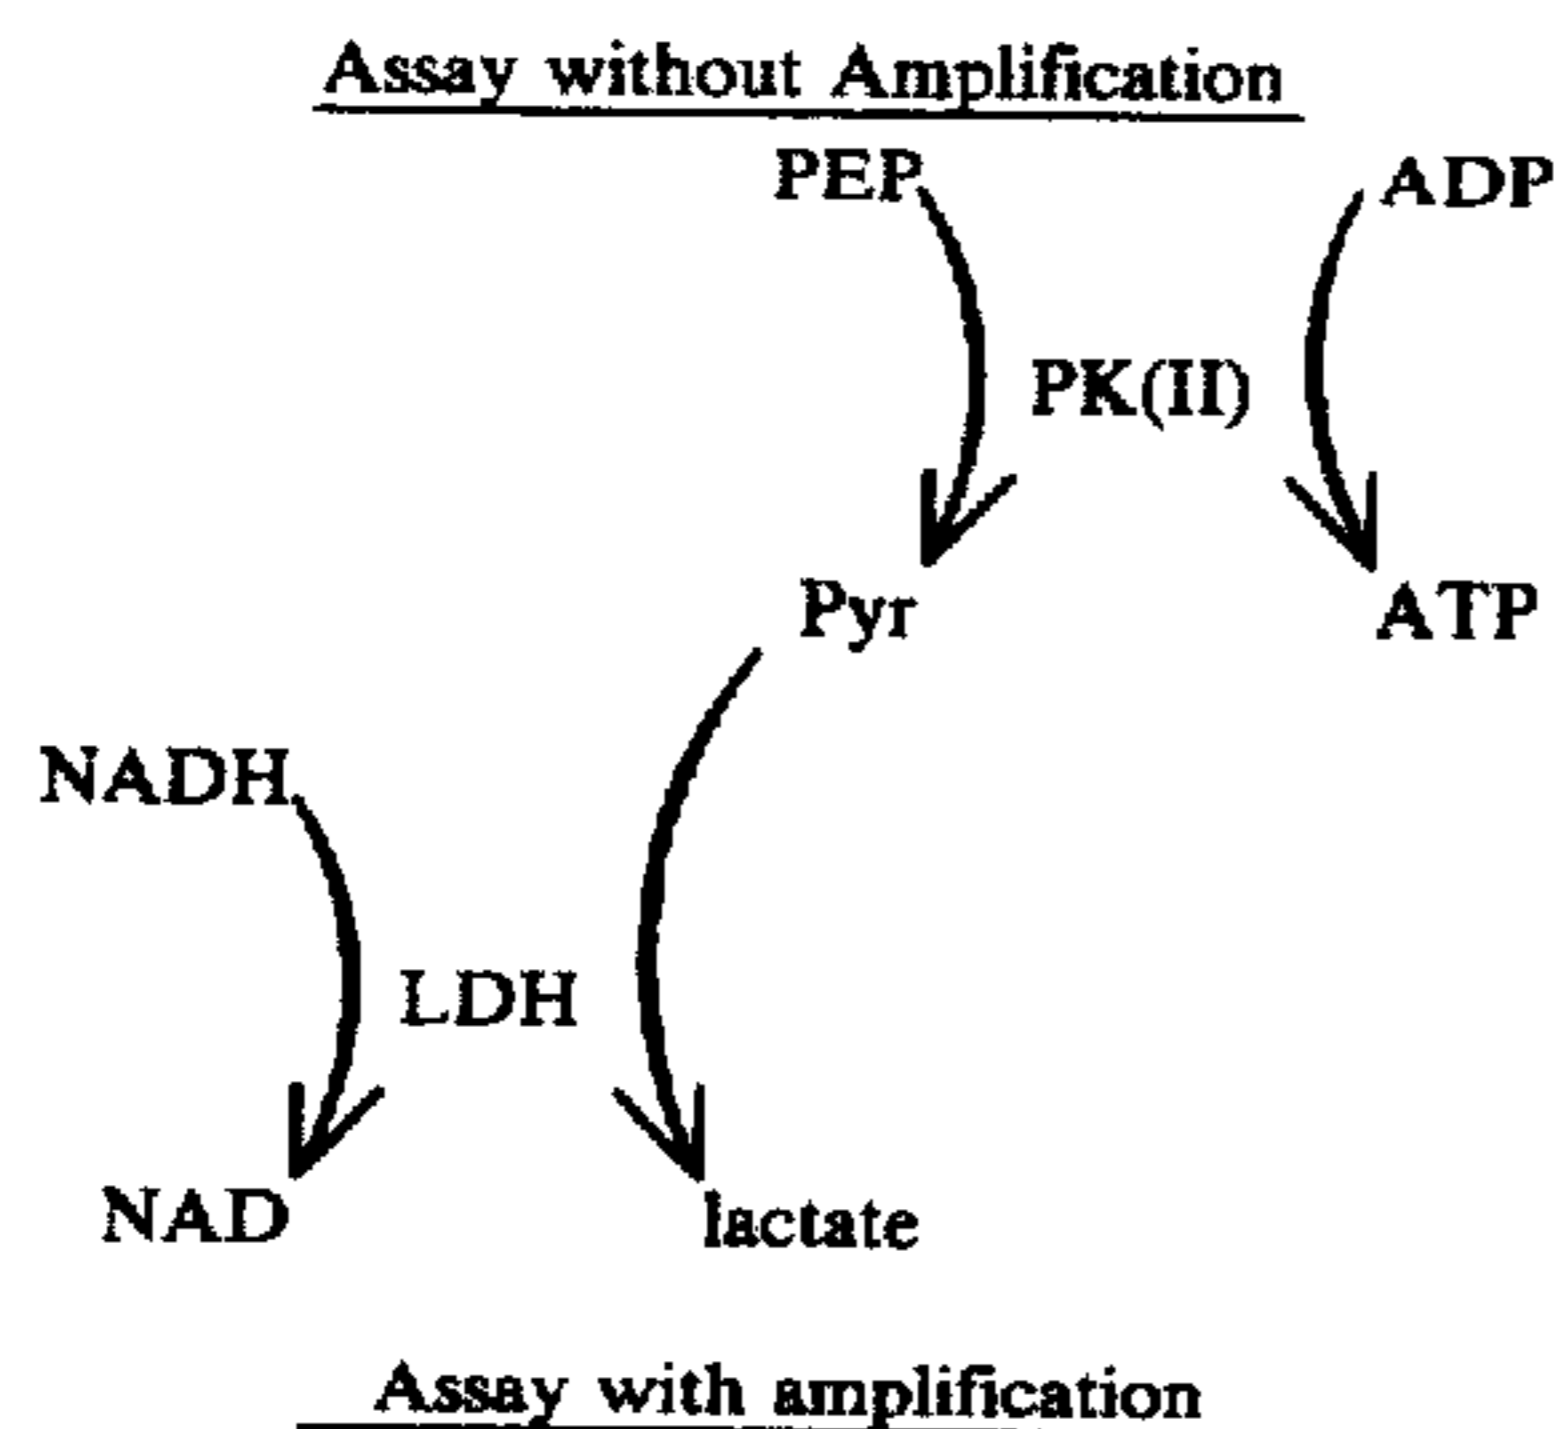 Assay without Amplification
PEP ADP
PK(II)
Pyr ATP
NADH
LDH
NAD lactate
Assay with amplification